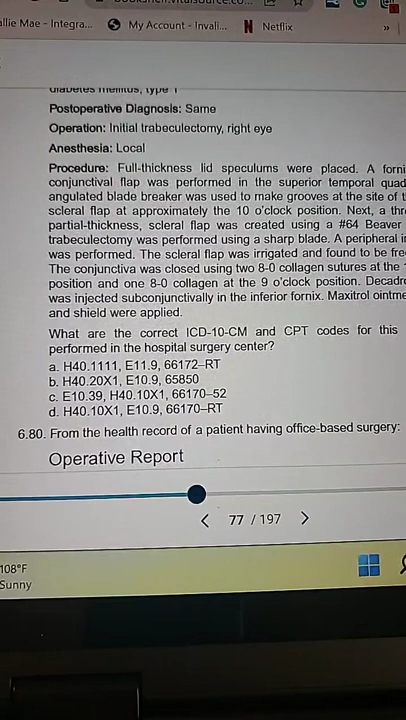 allie Mae - Integra... My Account - Invali... N Netflix »
diabetes mellitus, type 1
Postoperative Diagnosis: Same
Operation: Initial trabeculectomy, right eye
Anesthesia: Local
Procedure: Full-thickness lid speculums were placed. A forni
conjunctival flap was performed in the superior temporal quad
angulated blade breaker was used to make grooves at the site of t
scleral flap at approximately the 10 o'clock position. Next, a thr
partial-thickness, scleral flap was created using a #64 Beaver
trabeculectomy was performed using a sharp blade. A peripheral ir
was performed. The scleral flap was irrigated and found to be fre
The conjunctiva was closed using two 8-0 collagen sutures at the
position and one 8-0 collagen at the 9 o'clock position. Decadr
was injected subconjunctivally in the inferior fornix. Maxitrol ointme
and shield were applied.
What are the correct ICD-10-CM and CPT codes for this
performed in the hospital surgery center?
a. H40.1111, E11.9, 66172-RT
b. H40.20X1, E10.9, 65850
c. E10.39, H40.10X1, 66170-52
d. H40.10X1, E10.9, 66170-RT
6.80. From the health record of a patient having office-based surgery:
Operative Report
< 77 / 197 >
108°F
Sunny